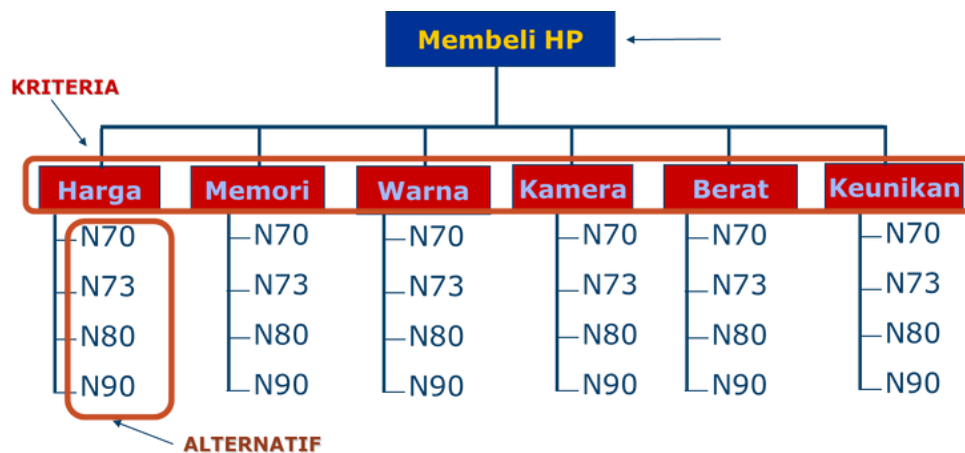 Membeli HP
KRITERIA
Harga Memori Warna Kamera Berat Keunikan
N70 N70 N70 N70 N70 N70
N73 N73 N73 N73 N73 N73
N80 N80 N80 N80 N80 N80
N90 N90 N90 N90 N90 N90
ALTERNATIF